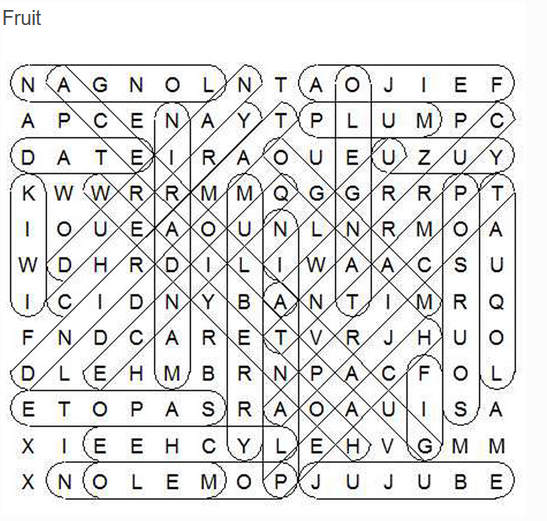 Fruit
N A G N O L N T A O J I E F
A P C E N A Y T P L U M P C
D A T E I R A O U E U Z U Y
K W W R R M M Q G G R R P T
I O U E A O U N L N R M O A
W D H R D I L I W A A C S U
I C I D N Y B A N T I M R Q
F N D C A R E T V R J H U O
D L E H M B R N P A C F O L
E T O P A S R A O A U I S A
X I E E H C Y L E H V G M M
X N O L E M O P J U J U B E